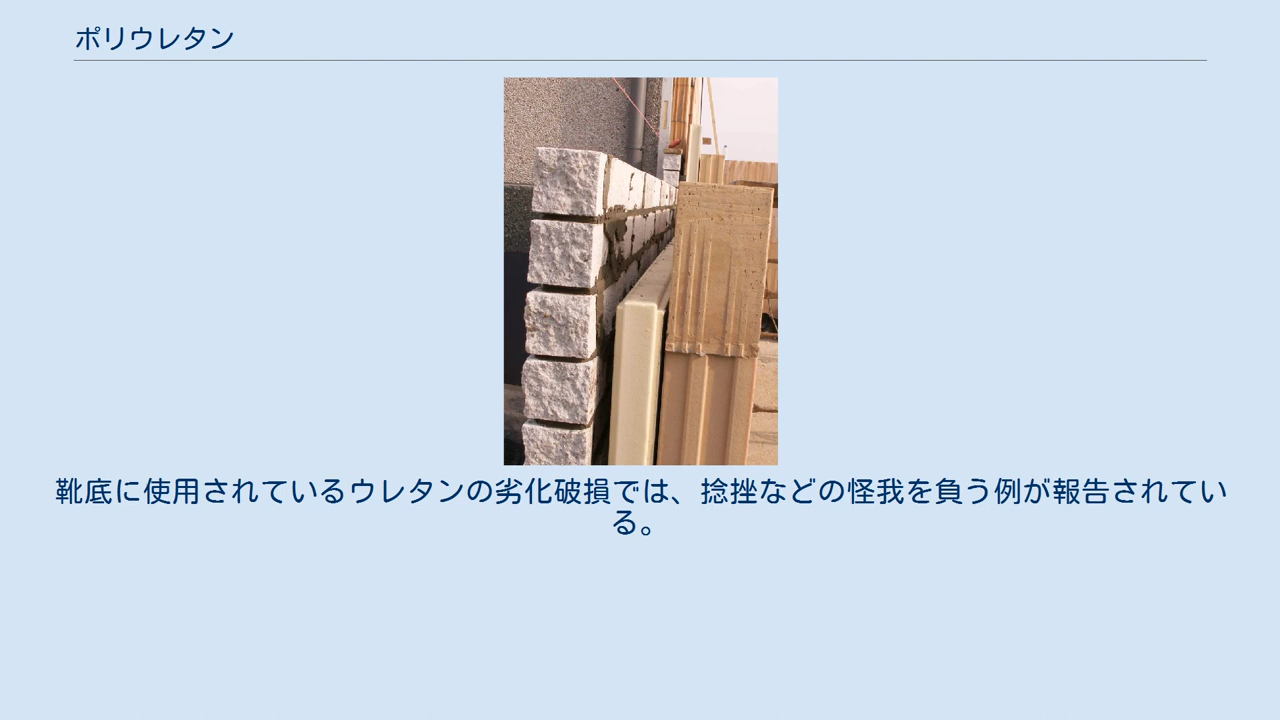 ポリウレタン
靴底に使用されているウレタンの劣化破損では、捻挫などの怪我を負う例が報告されてい
る。